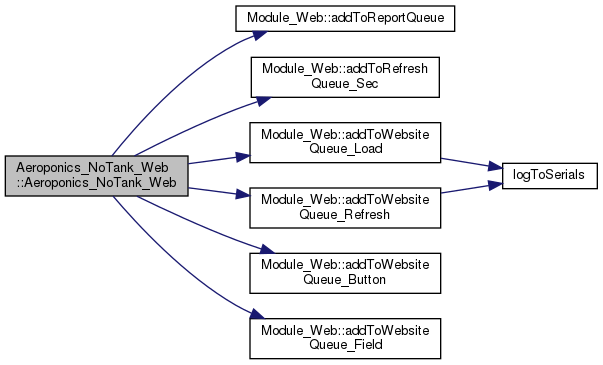 Module_Web::addToReportQueue
Module_Web::addToRefresh
Queue_Sec
Module_Web::addToWebsite
Queue_Load
Aeroponics_NoTank_Web
::Aeroponics_NoTank_Web
logToSerials
Module_Web::addToWebsite
Queue_Refresh
Module_Web::addToWebsite
Queue_Button
Module_Web::addToWebsite
Queue_Field